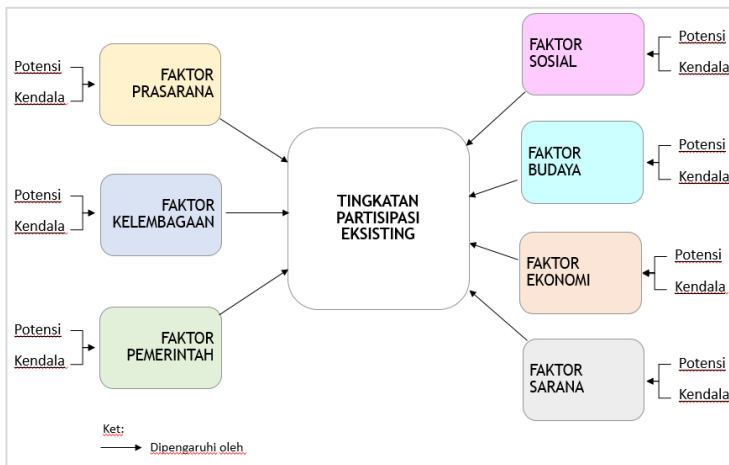 Potensi
Kendala
FAKTOR
PRASARANA
Potensi
Kendala
FAKTOR
KELEMBAGAAN
Potensi
Kendala
FAKTOR
PEMERINTAH
TINGKATAN
PARTISIPASI
EKSISTING
FAKTOR
SOSIAL
Potensi
Kendala
FAKTOR
BUDAYA
Potensi
Kendala
FAKTOR
EKONOMI
Potensi
Kendala
FAKTOR
SARANA
Potensi
Kendala
Ket:
Dipengaruhi oleh